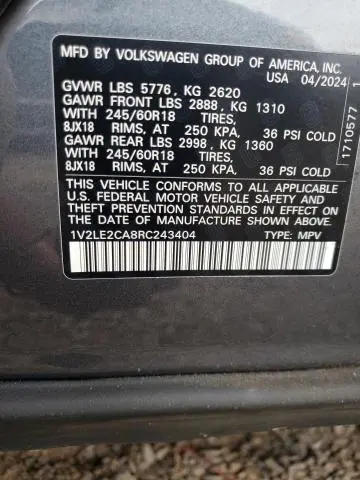 MFD BY VOLKSWAGEN GROUP OF AMERICA, INC.
USA 04/2024
GVWR LBS 5776, KG 2620
GAWR FRONT LBS 2888, KG 1310
WITH 245/60R18 TIRES,
8JX18 RIMS, AT 250 KPA, 36 PSI COLD
GAWR REAR LBS 2998, KG 1360
WITH 245/60R18 TIRES,
8JX18 RIMS, AT 250 KPA, 36 PSI COLD
THIS VEHICLE CONFORMS TO ALL APPLICABLE
U.S. FEDERAL MOTOR VEHICLE SAFETY AND
THEFT PREVENTION STANDARDS IN EFFECT
ON THE DATE OF MANUFACTURE SHOWN ABOVE.
1V2LE2CA8RC243404 TYPE: MPV
1710577 1